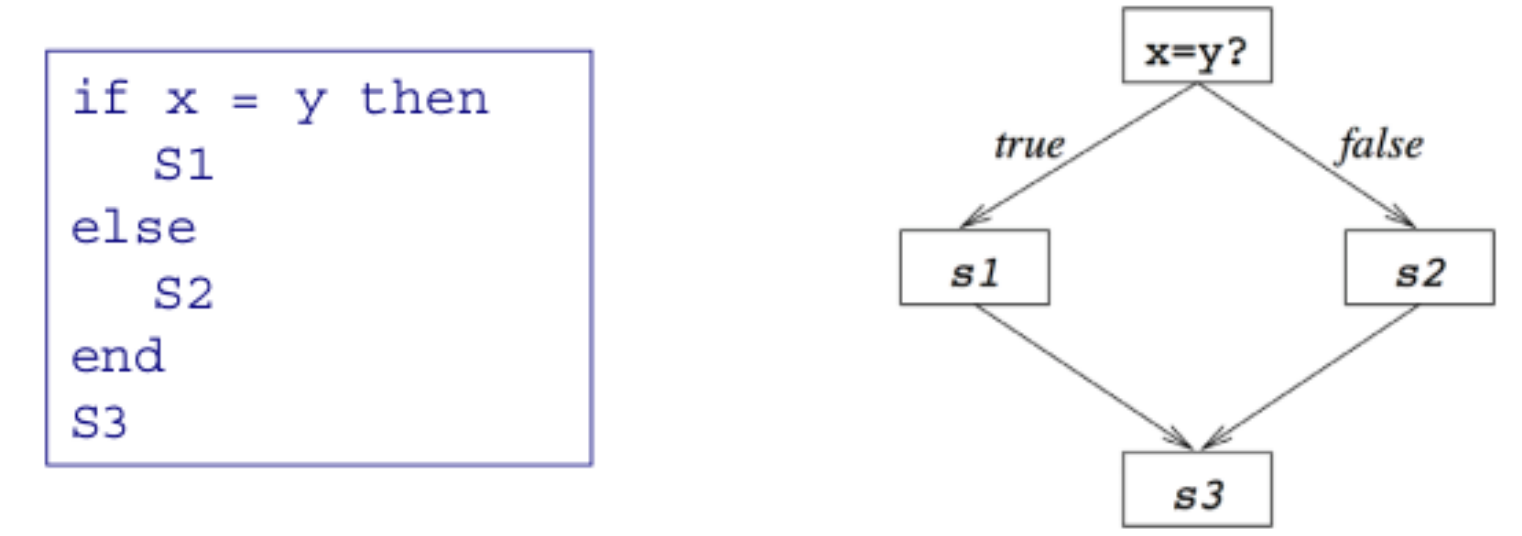 if x = y then
S1
else
S2
end
S3
x=y?
true
false
s1
s2
s3